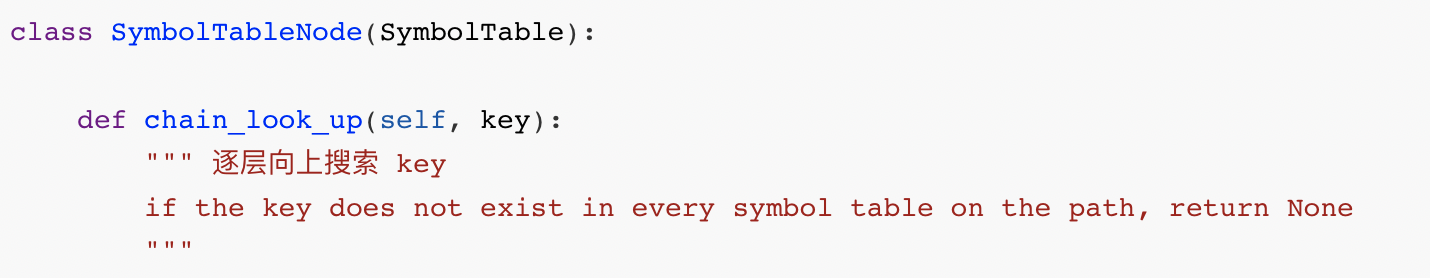 class SymbolTableNode(SymbolTable):
    def chain_look_up(self, key):
        """ 逐层向上搜索 key
        if the key does not exist in every symbol table on the path, return None
        """